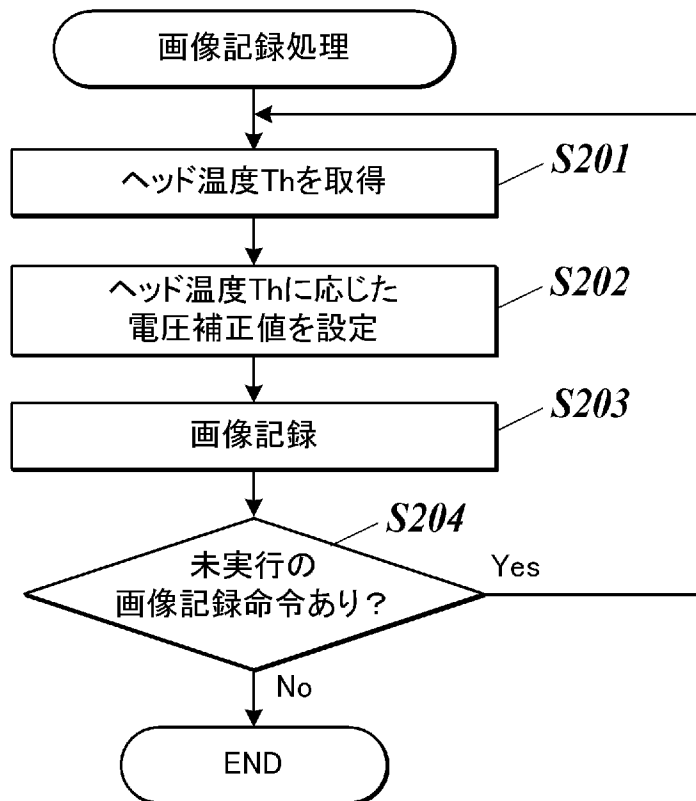 画像記録処理
ヘッド温度Thを取得
S201
ヘッド温度Thに応じた
電圧補正値を設定
S202
画像記録
S203
S204
未実行の
画像記録命令あり？
Yes
No
END